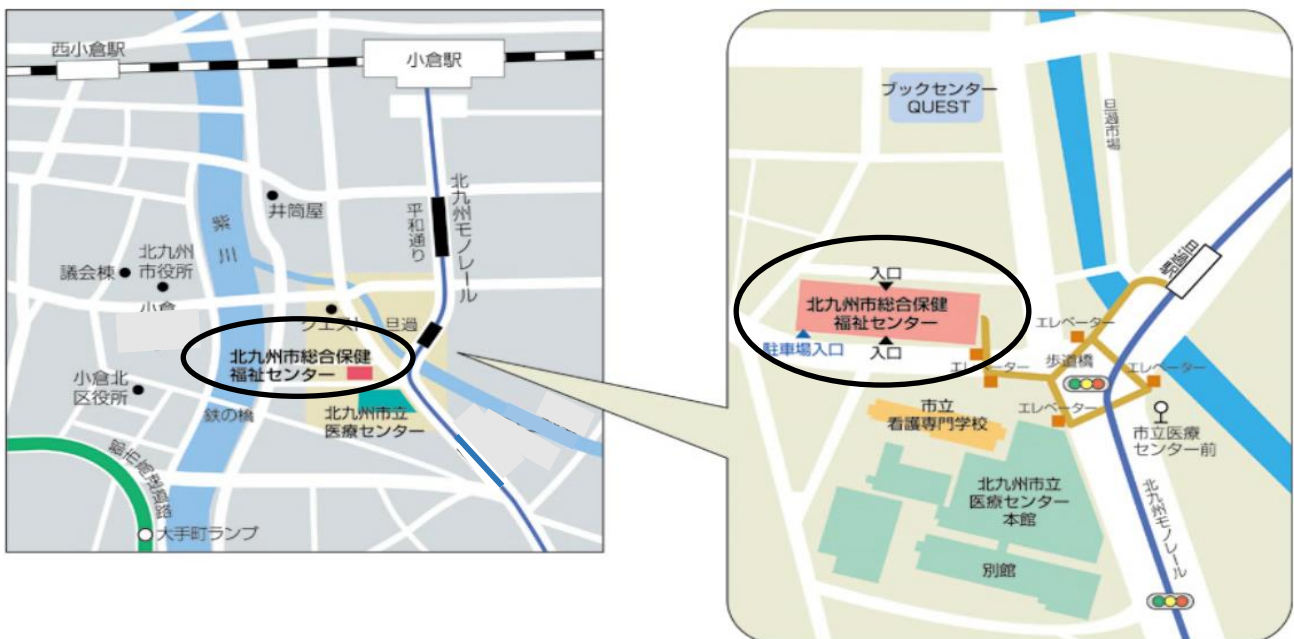 西小倉駅
小倉駅
北九州モノレール
平和通り
井筒屋
紫川
北九州
市役所
議会棟
小倉
クエスト
旦過
北九州市総合保健
福祉センター
小倉北
区役所
鉄の橋
北九州市立
医療センター
大手町ランプ
ブックセンター
QUEST
旦過市場
旦過駅
入口
北九州市総合保健
福祉センター
駐車場入口
入口
エレベーター
エレベーター
歩道橋
エレベーター
エレベーター
市立
看護専門学校
市立医療
センター前
北九州市立
医療センター
本館
別館
北九州モノレール